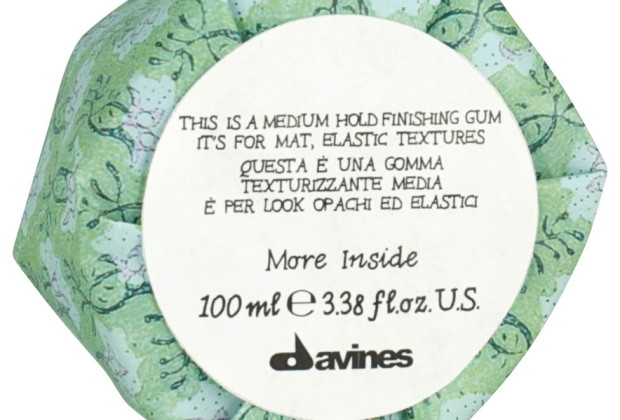 THIS IS A MEDIUM HOLD FINISHING GUM
IT'S FOR MAT, ELASTIC TEXTURES
QUESTA È UNA GOMMA
TEXTURIZZANTE MEDIA
È PER LOOK OPACHI ED ELASTICI
More Inside
100 ml ℮ 3.38 fl.oz. U.S.
davines